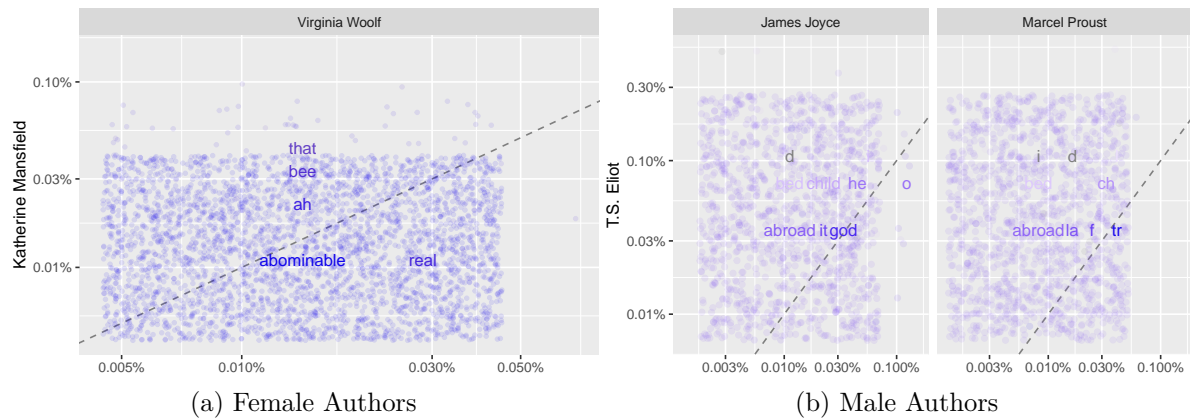 Virginia Woolf
James Joyce
Marcel Proust
Katherine Mansfield
0.10%
0.03%
0.01%
that
bee
ah
abominable
real
0.005%
0.010%
0.030%
0.050%
(a) Female Authors
T.S. Eliot
0.30%
0.10%
0.03%
0.01%
d
child
he
o
abroad
it
god
i
d
ch
abroad
la
f
tr
0.003%
0.010%
0.030%
0.100%
0.003%
0.010%
0.030%
0.100%
(b) Male Authors